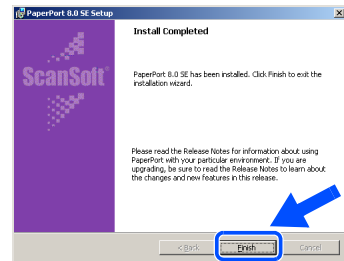 PaperPort 8.0 SE Setup
Install Completed
ScanSoft
PaperPort 8.0 SE has been installed. Click Finish to exit the
installation wizard.
Please read the Release Notes for information about using
PaperPort with your particular environment. If you are
upgrading, be sure to read the Release Notes to learn about
the changes and new features in this release.
< Back Finish Cancel